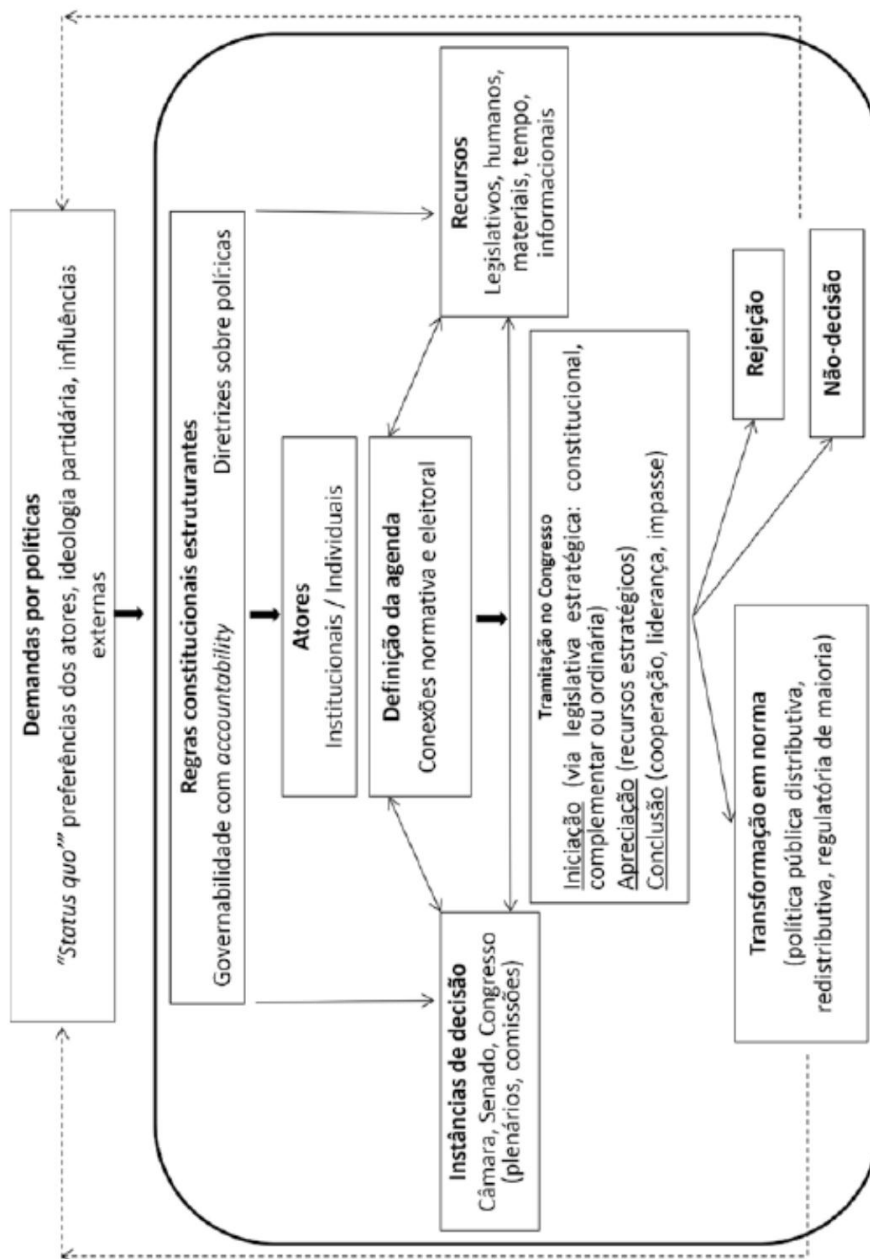 Demandas por políticas
"Status quo'" preferências dos atores, ideologia partidária, influências
externas
Regras constitucionais estruturantes
Governabilidade com accountability Diretrizes sobre políticas
Atores
Institucionais / Individuais
Definição da agenda
Conexões normativa e eleitoral
Instâncias de decisão
Câmara, Senado, Congresso
(plenários, comissões)
Recursos
Legislativos, humanos,
materiais, tempo,
informacionais
Tramitação no Congresso
Iniciação (via legislativa estratégica: constitucional,
complementar ou ordinária)
Apreciação (recursos estratégicos)
Conclusão (cooperação, liderança, impasse)
Transformação em norma
(política pública distributiva,
redistributiva, regulatória de maioria)
Rejeição
Não-decisão